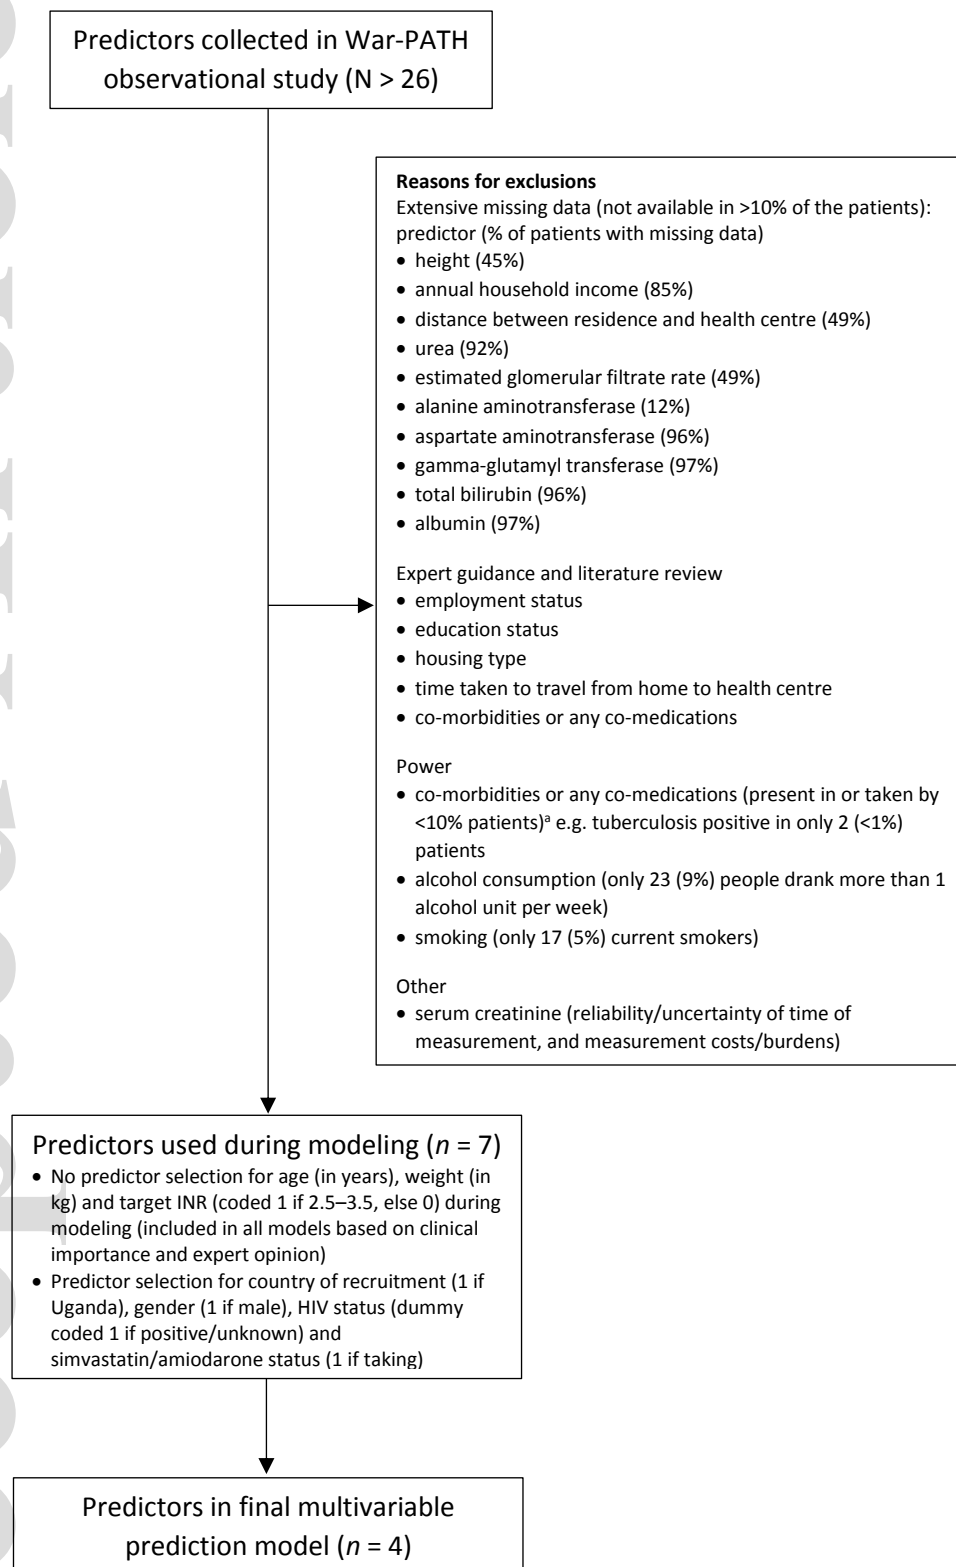 Predictors collected in War-PATH
observational study (N > 26)
Reasons for exclusions
Extensive missing data (not available in >10% of the patients):
predictor (% of patients with missing data)
• height (45%)
• annual household income (85%)
• distance between residence and health centre (49%)
• urea (92%)
• estimated glomerular filtrate rate (49%)
• alanine aminotransferase (12%)
• aspartate aminotransferase (96%)
• gamma-glutamyl transferase (97%)
• total bilirubin (96%)
• albumin (97%)
Expert guidance and literature review
• employment status
• education status
• housing type
• time taken to travel from home to health centre
• co-morbidities or any co-medications
Power
• co-morbidities or any co-medications (present in or taken by
<10% patients)ᵃ e.g. tuberculosis positive in only 2 (<1%)
patients
• alcohol consumption (only 23 (9%) people drank more than 1
alcohol unit per week)
• smoking (only 17 (5%) current smokers)
Other
• serum creatinine (reliability/uncertainty of time of
measurement, and measurement costs/burdens)
Predictors used during modeling (n = 7)
• No predictor selection for age (in years), weight (in
kg) and target INR (coded 1 if 2.5–3.5, else 0) during
modeling (included in all models based on clinical
importance and expert opinion)
• Predictor selection for country of recruitment (1 if
Uganda), gender (1 if male), HIV status (dummy
coded 1 if positive/unknown) and
simvastatin/amiodarone status (1 if taking)
Predictors in final multivariable
prediction model (n = 4)